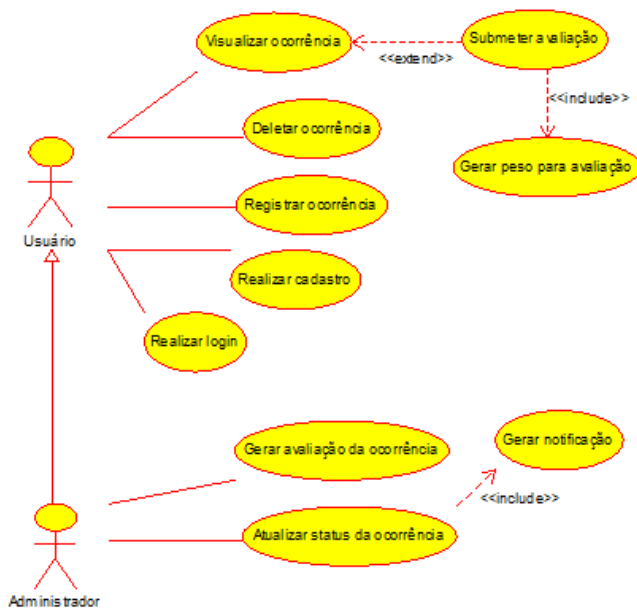 Visualizar ocorrência
Submeter avaliação
<<extend>>
<<include>>
Deletar ocorrência
Gerar peso para avaliação
Registrar ocorrência
Usuário
Realizar cadastro
Realizar login
Gerar avaliação da ocorrência
Gerar notificação
<<include>>
Atualizar status da ocorrência
Administrador